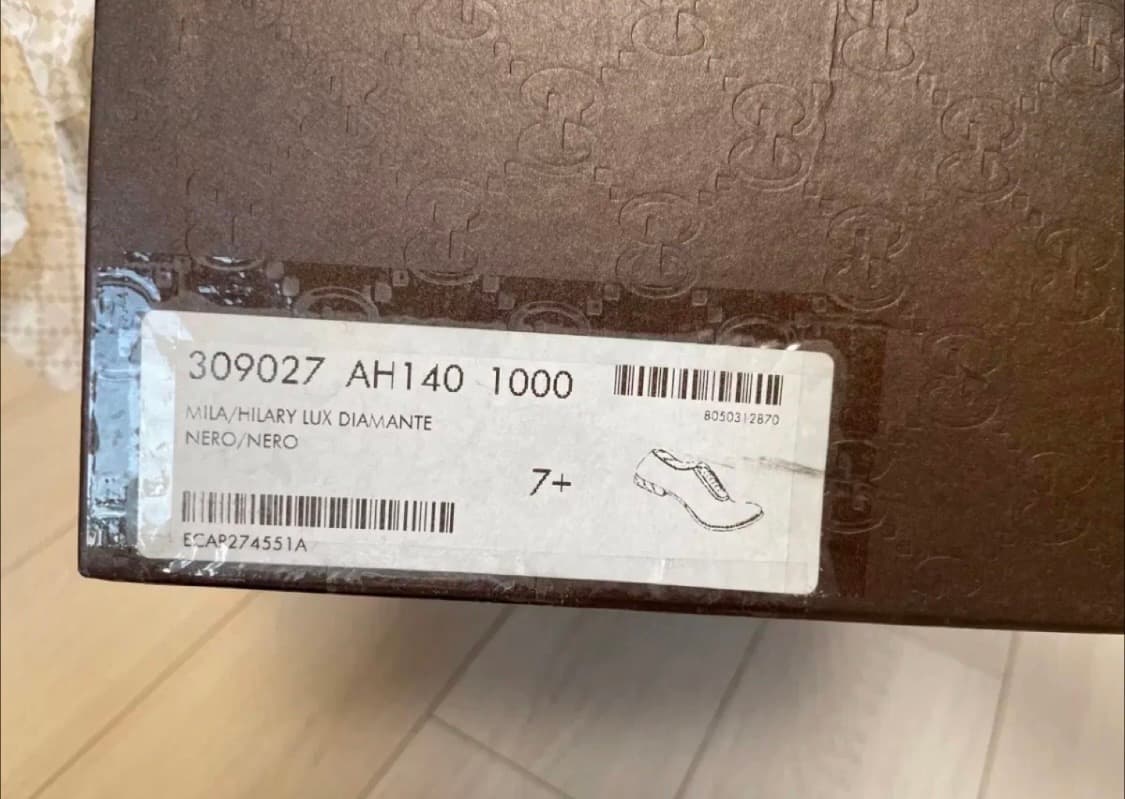 309027 AH140 1000
8050312870
MILA/HILARY LUX DIAMANTE
NERO/NERO
7+
ECAP274551A